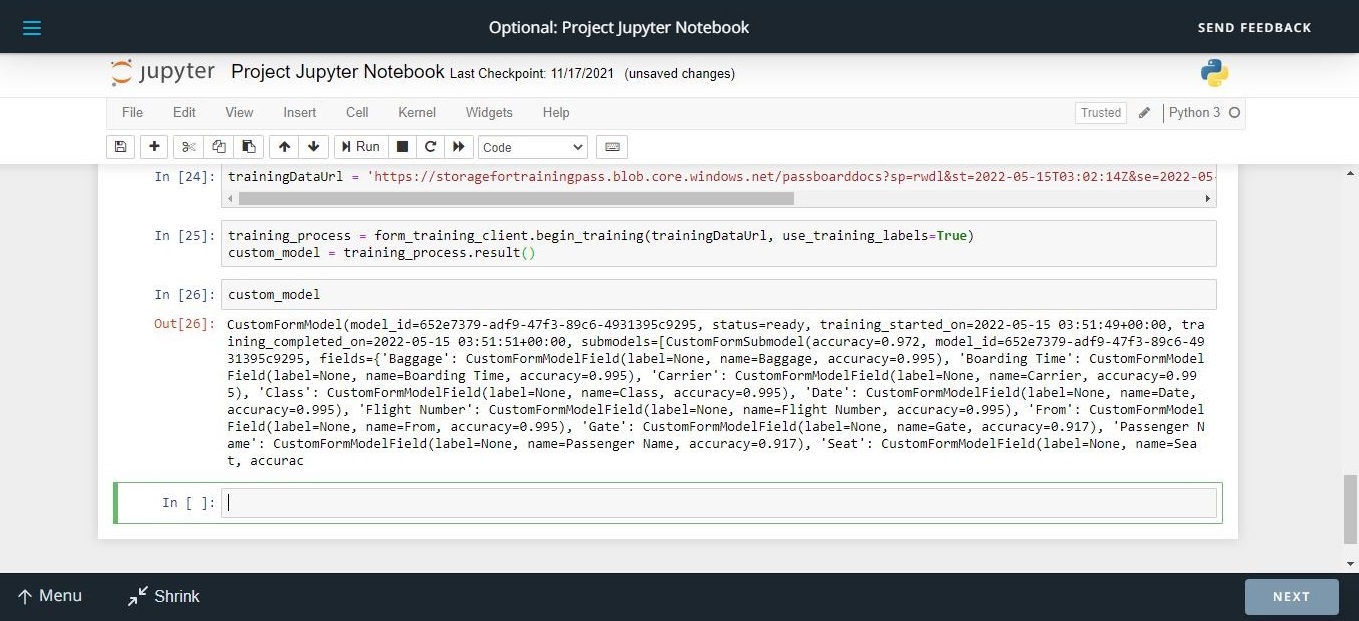 Optional: Project Jupyter Notebook
SEND FEEDBACK
jupyter Project Jupyter Notebook Last Checkpoint: 11/17/2021 (unsaved changes)
File Edit View Insert Cell Kernel Widgets Help Trusted Python 3
Run Code
In [24]: trainingDataUrl = 'https://storagefortrainingpass.blob.core.windows.net/passboarddocs?sp=rwdl&st=2022-05-15T03:02:14Z&se=2022-05-
In [25]: training_process = form_training_client.begin_training(trainingDataUrl, use_training_labels=True)
custom_model = training_process.result()
In [26]: custom_model
Out[26]: CustomFormModel(model_id=652e7379-adf9-47f3-89c6-4931395c9295, status=ready, training_started_on=2022-05-15 03:51:49+00:00, tra
ining_completed_on=2022-05-15 03:51:51+00:00, submodels=[CustomFormSubmodel(accuracy=0.972, model_id=652e7379-adf9-47f3-89c6-49
31395c9295, fields={'Baggage': CustomFormModelField(label=None, name=Baggage, accuracy=0.995), 'Boarding Time': CustomFormModel
Field(label=None, name=Boarding Time, accuracy=0.995), 'Carrier': CustomFormModelField(label=None, name=Carrier, accuracy=0.99
5), 'Class': CustomFormModelField(label=None, name=Class, accuracy=0.995), 'Date': CustomFormModelField(label=None, name=Date,
accuracy=0.995), 'Flight Number': CustomFormModelField(label=None, name=Flight Number, accuracy=0.995), 'From': CustomFormModel
Field(label=None, name=From, accuracy=0.995), 'Gate': CustomFormModelField(label=None, name=Gate, accuracy=0.917), 'Passenger N
ame': CustomFormModelField(label=None, name=Passenger Name, accuracy=0.917), 'Seat': CustomFormModelField(label=None, name=Sea
t, accurac
In [ ]:
Menu Shrink NEXT